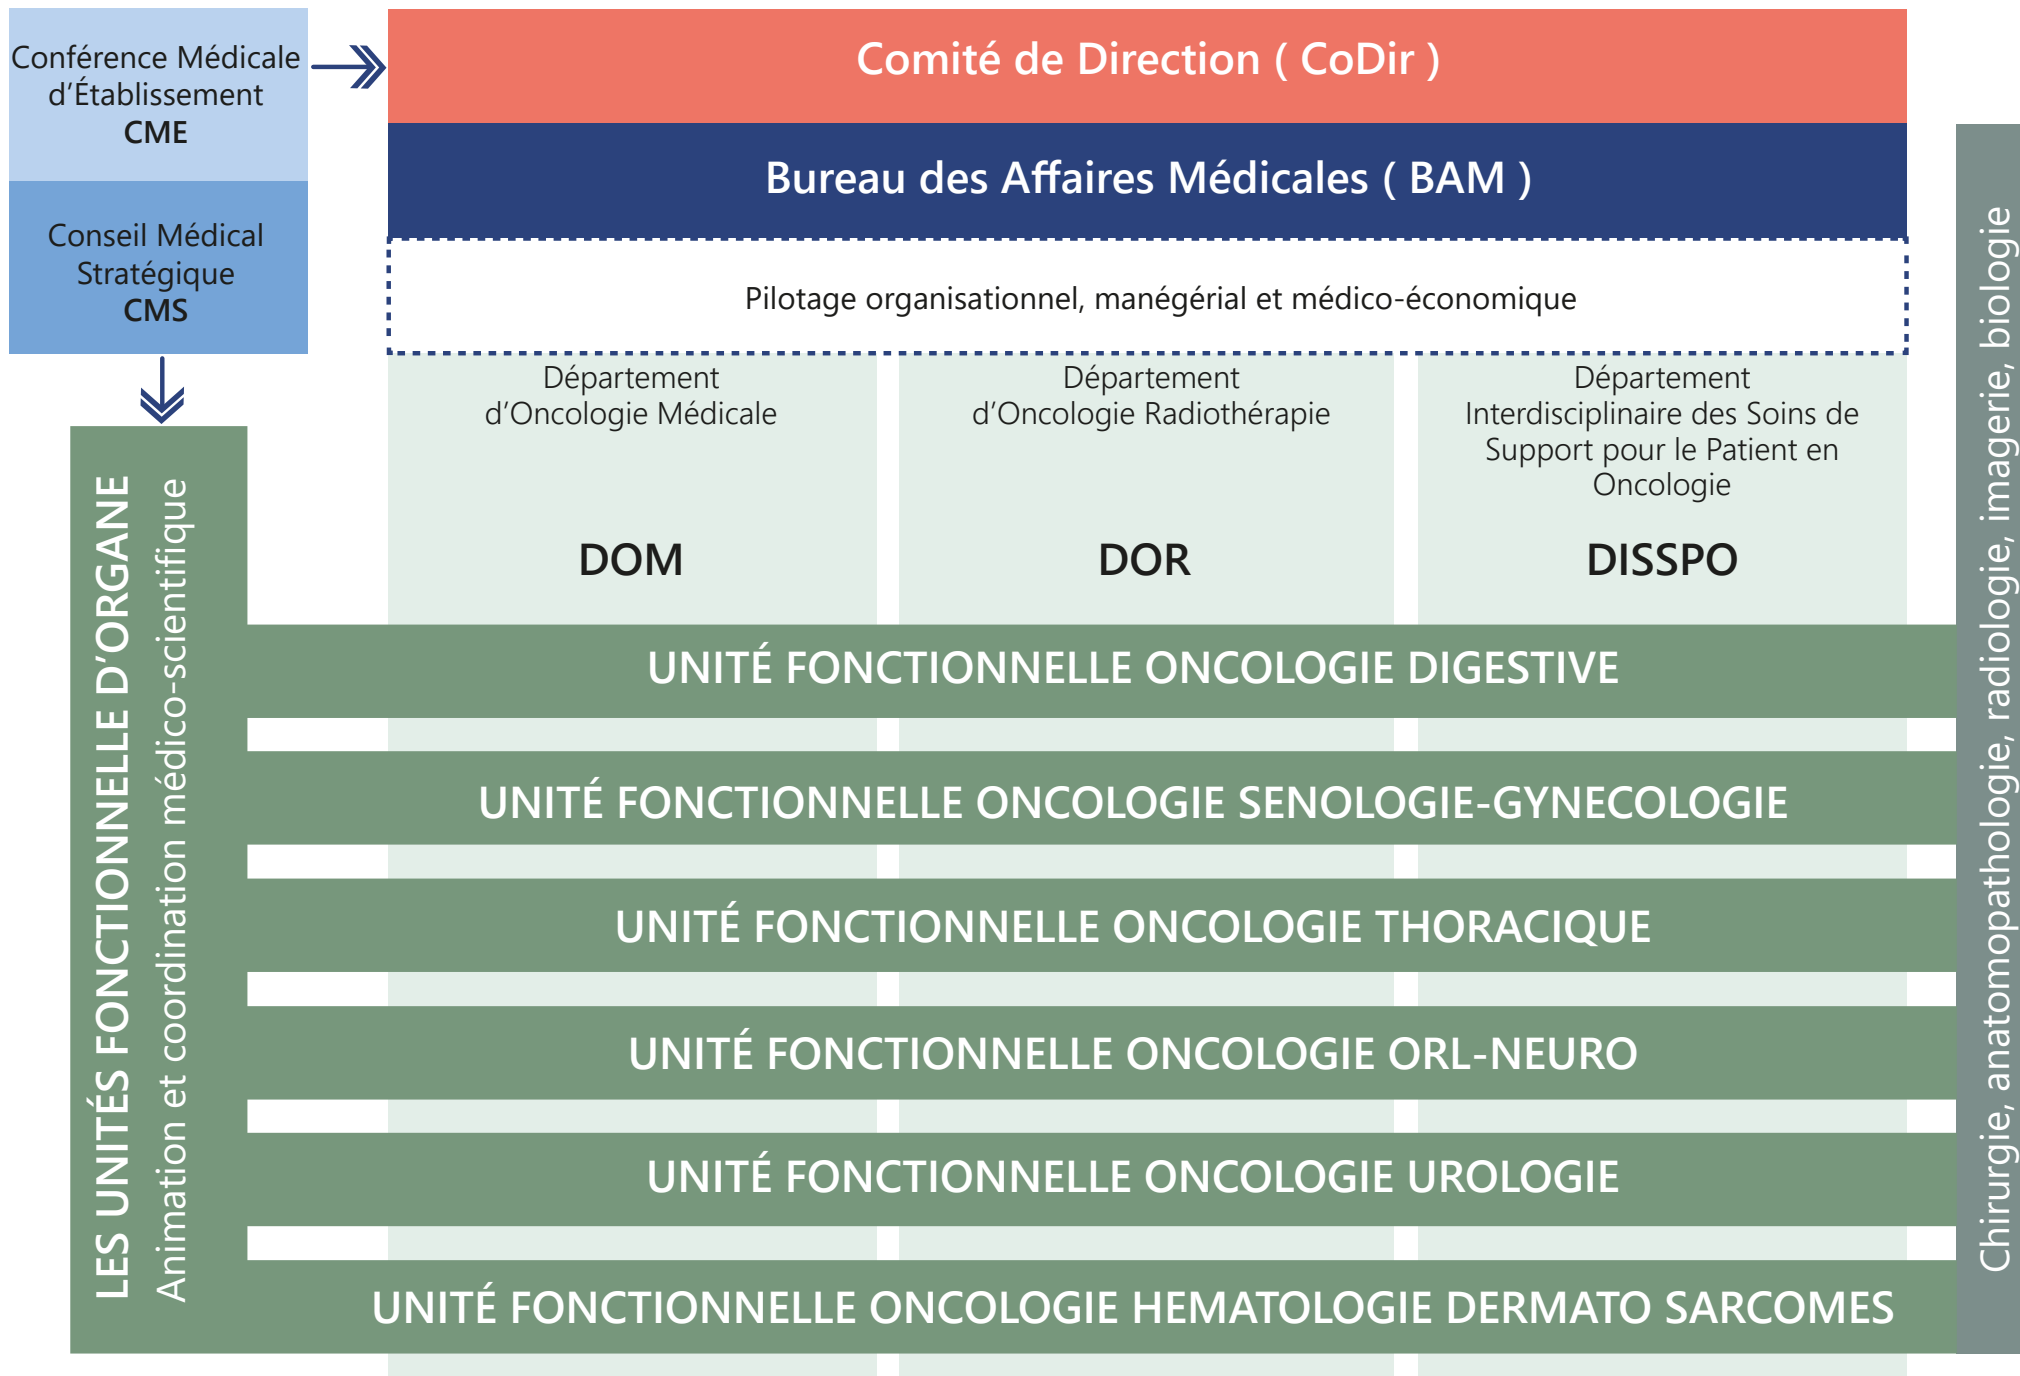 Conférence Médicale
d’Établissement
CME
Conseil Médical
Stratégique
CMS
Comité de Direction ( CoDir )
Bureau des Affaires Médicales ( BAM )
Pilotage organisationnel, manégérial et médico-économique
Département
d’Oncologie Médicale
DOM
Département
d’Oncologie Radiothérapie
DOR
Département
Interdisciplinaire des Soins de
Support pour le Patient en
Oncologie
DISSPO
LES UNITÉS FONCTIONNELLE D’ORGANE
Animation et coordination médico-scientifique
UNITÉ FONCTIONNELLE ONCOLOGIE DIGESTIVE
UNITÉ FONCTIONNELLE ONCOLOGIE SENOLOGIE-GYNECOLOGIE
UNITÉ FONCTIONNELLE ONCOLOGIE THORACIQUE
UNITÉ FONCTIONNELLE ONCOLOGIE ORL-NEURO
UNITÉ FONCTIONNELLE ONCOLOGIE UROLOGIE
UNITÉ FONCTIONNELLE ONCOLOGIE HEMATOLOGIE DERMATO SARCOMES
Chirurgie, anatomopathologie, radiologie, imagerie, biologie